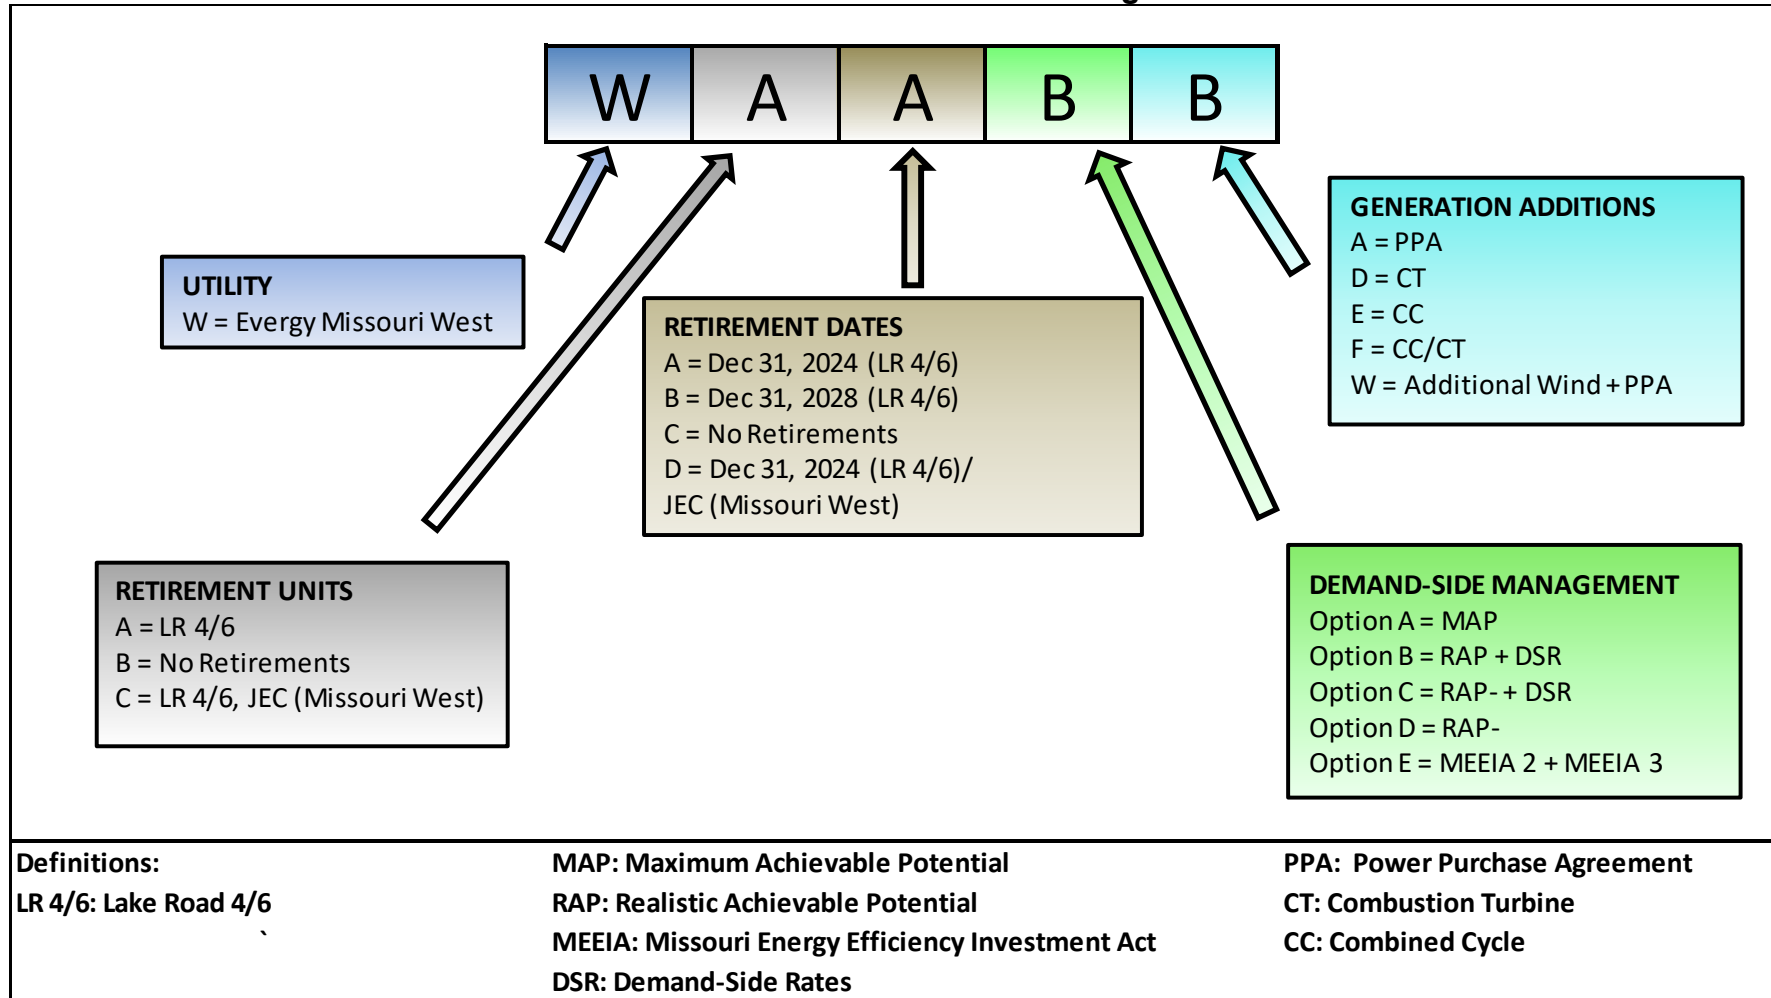 W A A B B
UTILITY
W = Evergy Missouri West
RETIREMENT UNITS
A = LR 4/6
B = No Retirements
C = LR 4/6, JEC (Missouri West)
RETIREMENT DATES
A = Dec 31, 2024 (LR 4/6)
B = Dec 31, 2028 (LR 4/6)
C = No Retirements
D = Dec 31, 2024 (LR 4/6)/
JEC (Missouri West)
GENERATION ADDITIONS
A = PPA
D = CT
E = CC
F = CC/CT
W = Additional Wind + PPA
DEMAND-SIDE MANAGEMENT
Option A = MAP
Option B = RAP + DSR
Option C = RAP- + DSR
Option D = RAP-
Option E = MEEIA 2 + MEEIA 3
Definitions:
LR 4/6: Lake Road 4/6
`
MAP: Maximum Achievable Potential
RAP: Realistic Achievable Potential
MEEIA: Missouri Energy Efficiency Investment Act
DSR: Demand-Side Rates
PPA: Power Purchase Agreement
CT: Combustion Turbine
CC: Combined Cycle